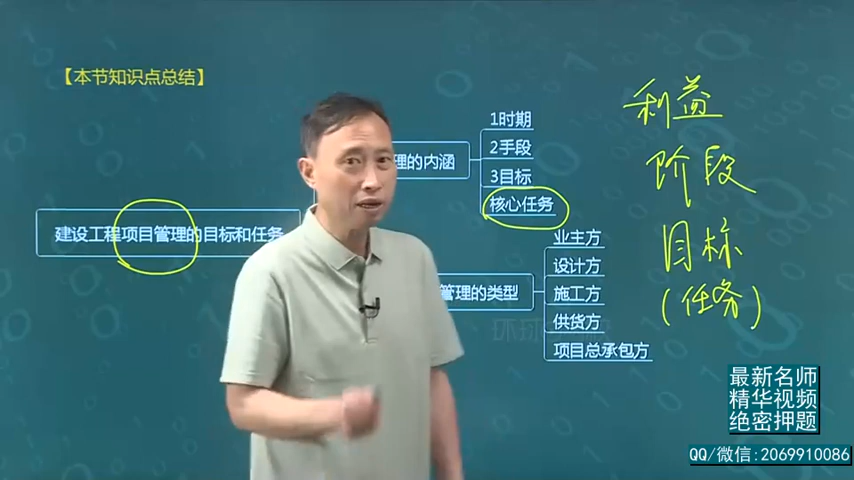 【本节知识点总结】
建设工程项目管理的目标和任务
理的内涵
1时期
2手段
3目标
核心任务
管理的类型
业主方
设计方
施工方
供货方
项目总承包方
利益
阶段
目标
(任务)
环球
最新名师
精华视频
绝密押题
QQ/微信:2069910086